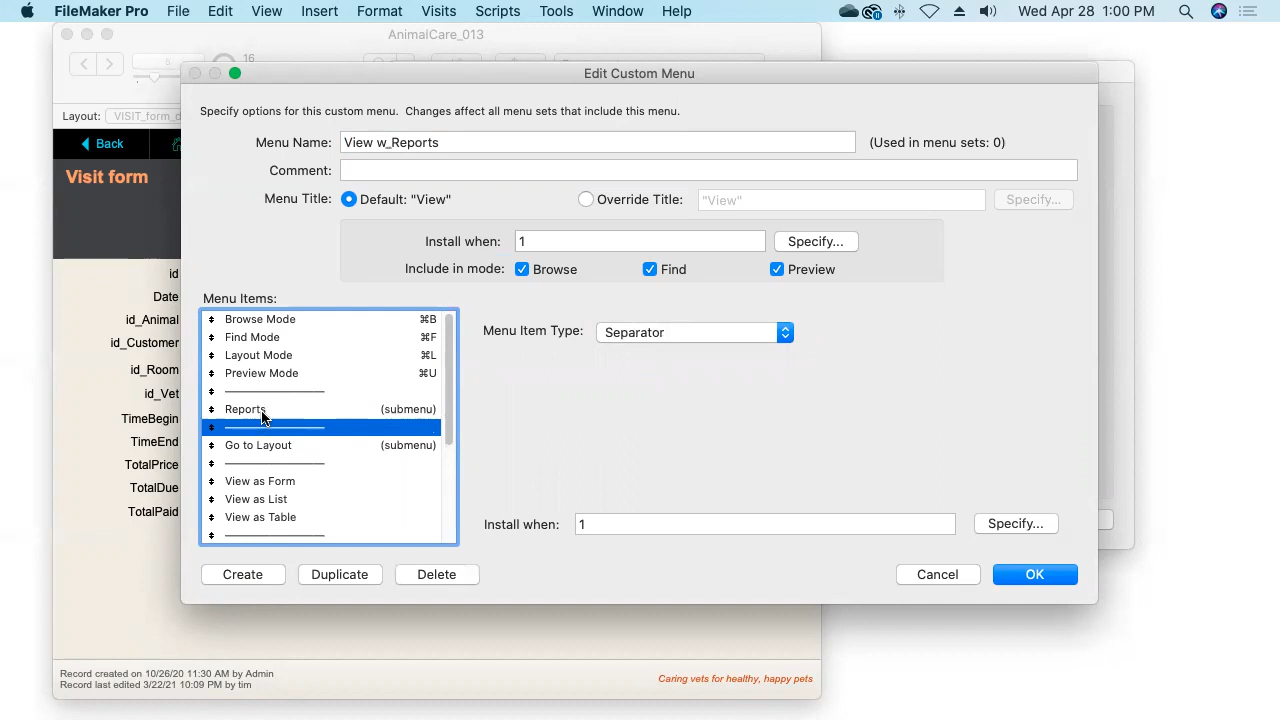 FileMaker Pro File Edit View Insert Format Visits Scripts Tools Window Help Wed Apr 28 1:00 PM
AnimalCare_013
16
Layout: VISIT_form_d
Back
Visit form
id
Date
id_Animal
id_Customer
id_Room
id_Vet
TimeBegin
TimeEnd
TotalPrice
TotalDue
TotalPaid
Edit Custom Menu
Specify options for this custom menu. Changes affect all menu sets that include this menu.
Menu Name: View w_Reports (Used in menu sets: 0)
Comment:
Menu Title: Default: "View" Override Title: "View" Specify...
Install when: 1 Specify...
Include in mode: Browse Find Preview
Menu Items:
Browse Mode ⌘B
Find Mode ⌘F
Layout Mode ⌘L
Preview Mode ⌘U
Reports (submenu)
Go to Layout (submenu)
View as Form
View as List
View as Table
Menu Item Type: Separator
Install when: 1 Specify...
Create Duplicate Delete Cancel OK
Record created on 10/26/20 11:30 AM by Admin
Record last edited 3/22/21 10:09 PM by tim
Caring vets for healthy, happy pets